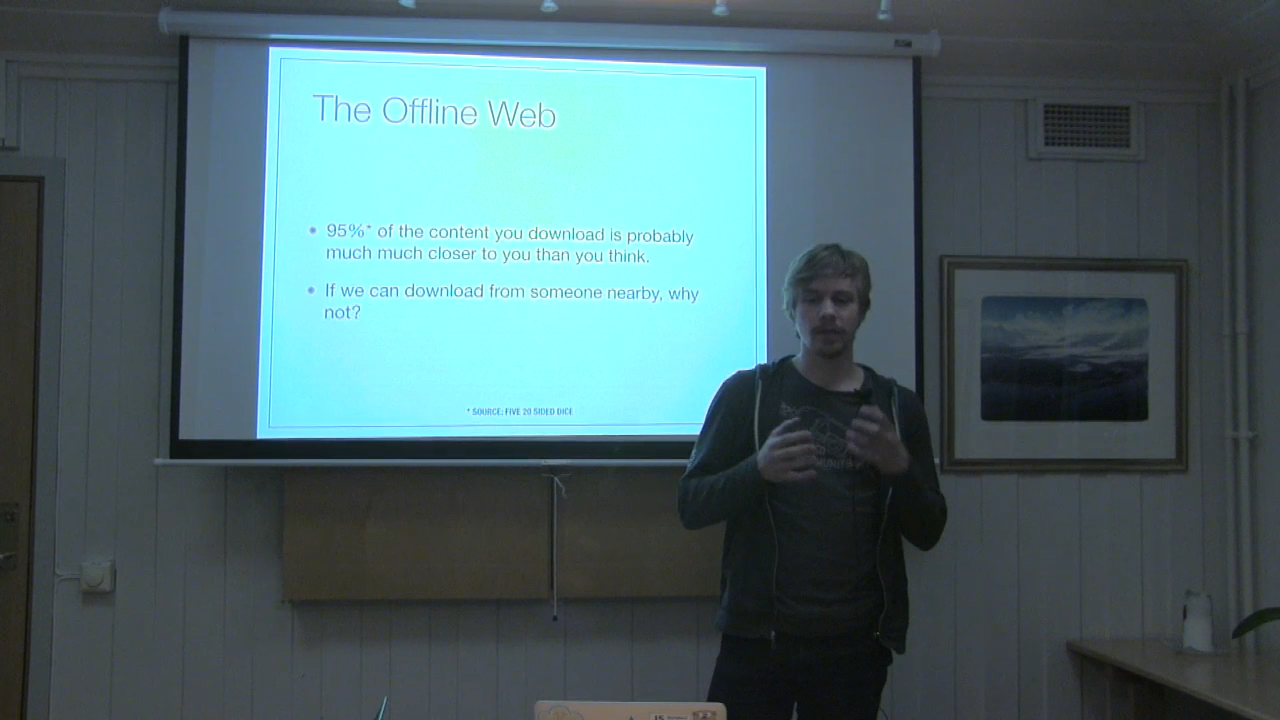 The Offline Web
• 95%* of the content you download is probably
much much closer to you than you think.
• If we can download from someone nearby, why
not?
* SOURCE: FIVE 20 SIDED DICE
JS